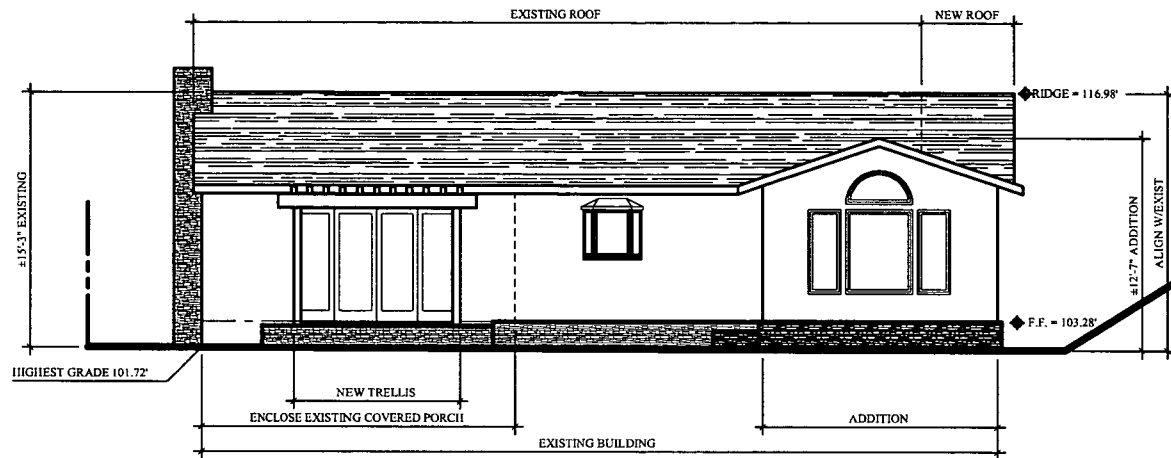 EXISTING ROOF
NEW ROOF
RIDGE = 116.98'
±15'-3" EXISTING
±12'-7" ADDITION
ALIGN W/EXIST
F.F. = 103.28'
HIGHEST GRADE 101.72'
NEW TRELLIS
ENCLOSE EXISTING COVERED PORCH
ADDITION
EXISTING BUILDING